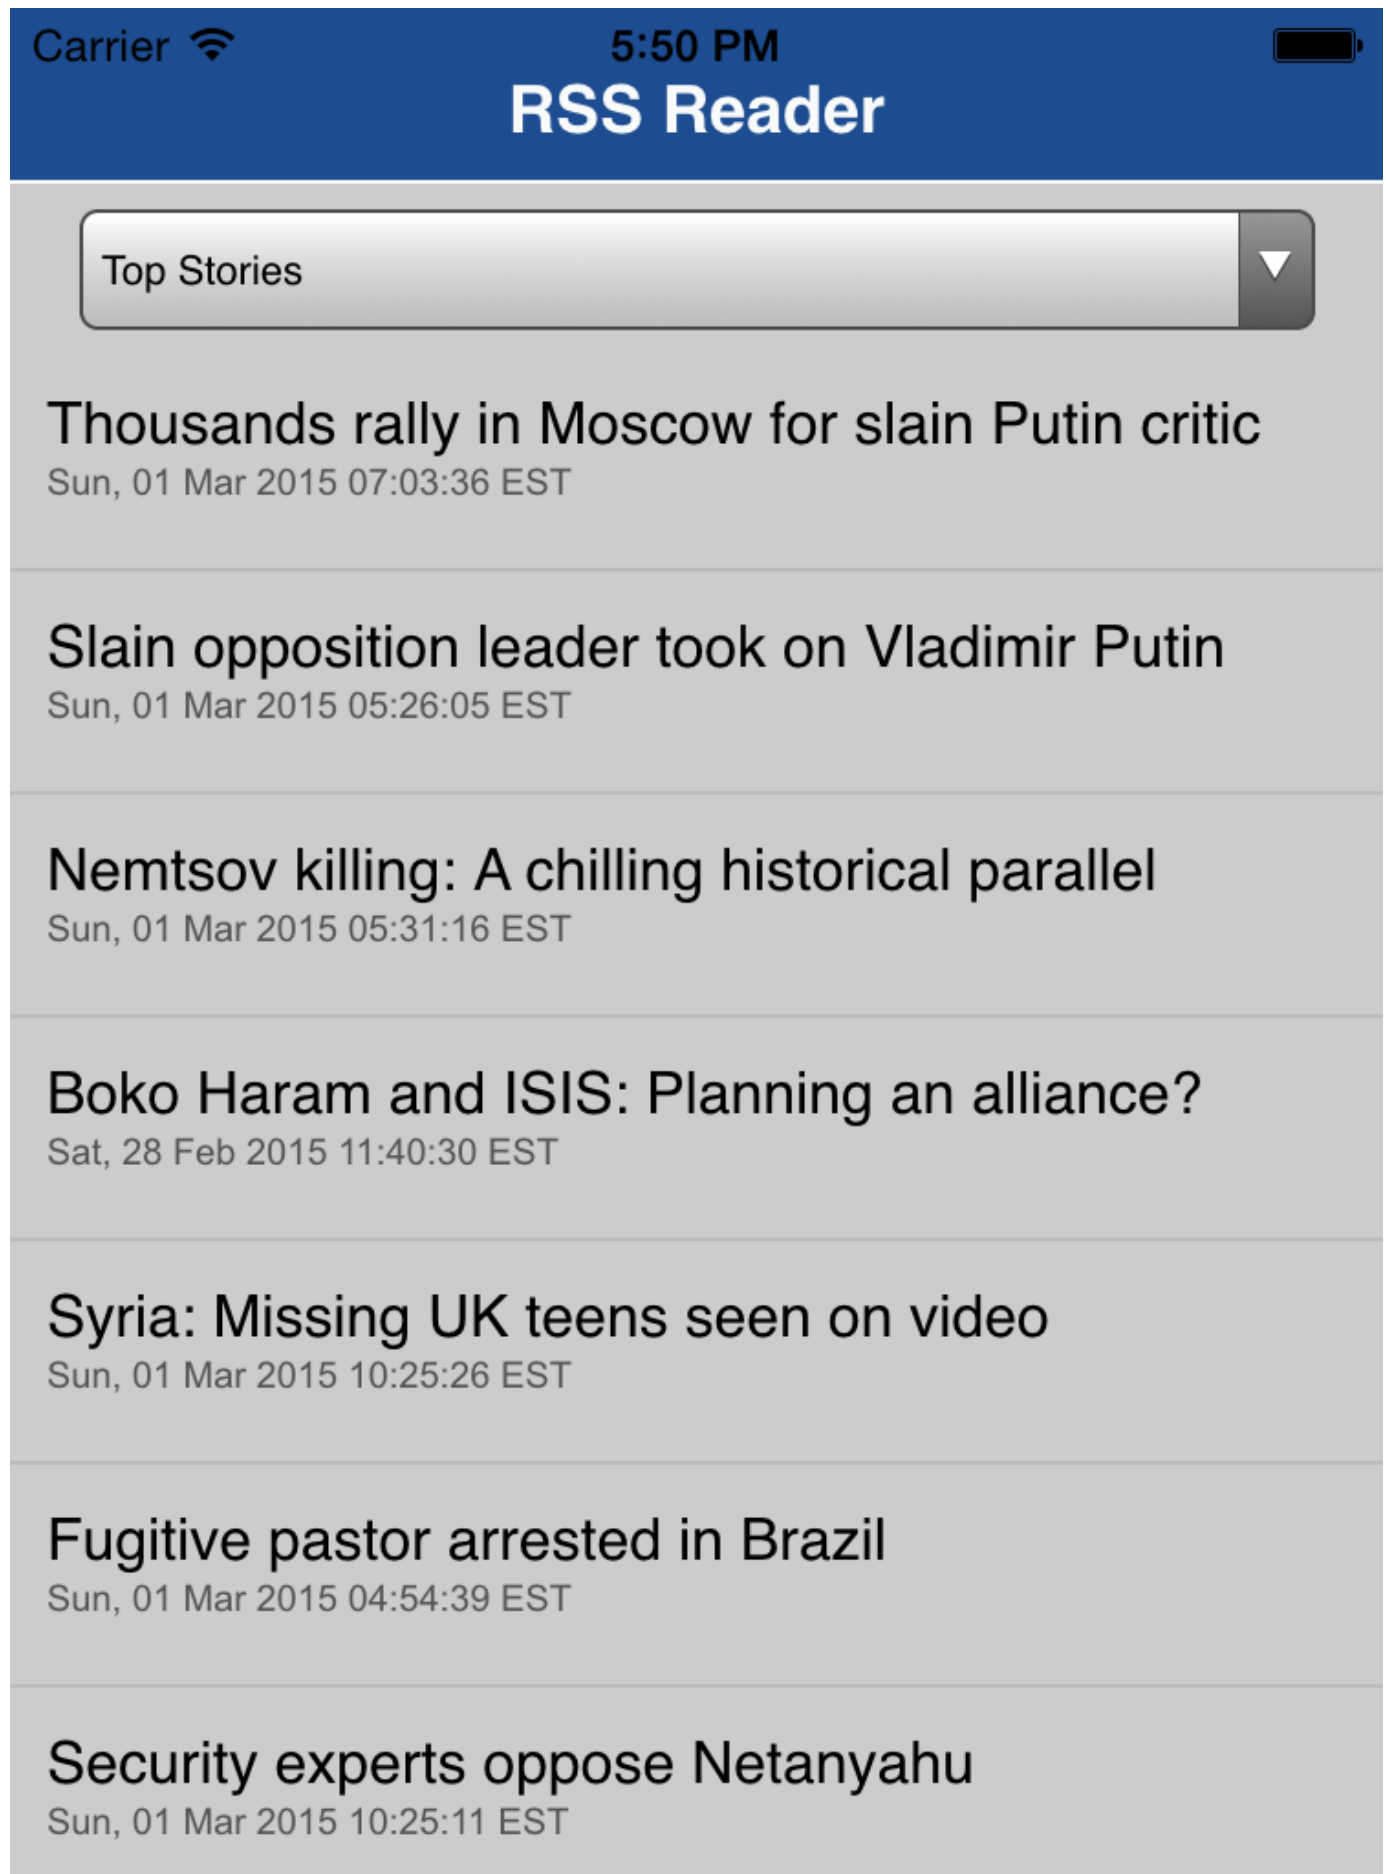 Carrier
5:50 PM
RSS Reader
Top Stories
Thousands rally in Moscow for slain Putin critic
Sun, 01 Mar 2015 07:03:36 EST
Slain opposition leader took on Vladimir Putin
Sun, 01 Mar 2015 05:26:05 EST
Nemtsov killing: A chilling historical parallel
Sun, 01 Mar 2015 05:31:16 EST
Boko Haram and ISIS: Planning an alliance?
Sat, 28 Feb 2015 11:40:30 EST
Syria: Missing UK teens seen on video
Sun, 01 Mar 2015 10:25:26 EST
Fugitive pastor arrested in Brazil
Sun, 01 Mar 2015 04:54:39 EST
Security experts oppose Netanyahu
Sun, 01 Mar 2015 10:25:11 EST